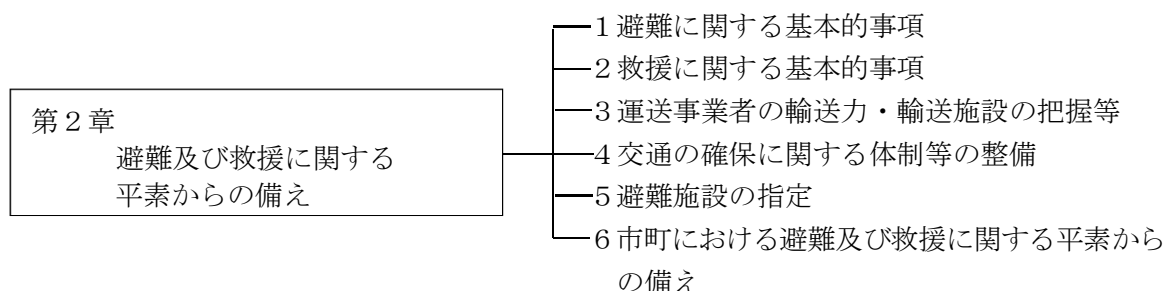 第２章
避難及び救援に関する
平素からの備え
１避難に関する基本的事項
２救援に関する基本的事項
３運送事業者の輸送力・輸送施設の把握等
４交通の確保に関する体制等の整備
５避難施設の指定
６市町における避難及び救援に関する平素から
の備え